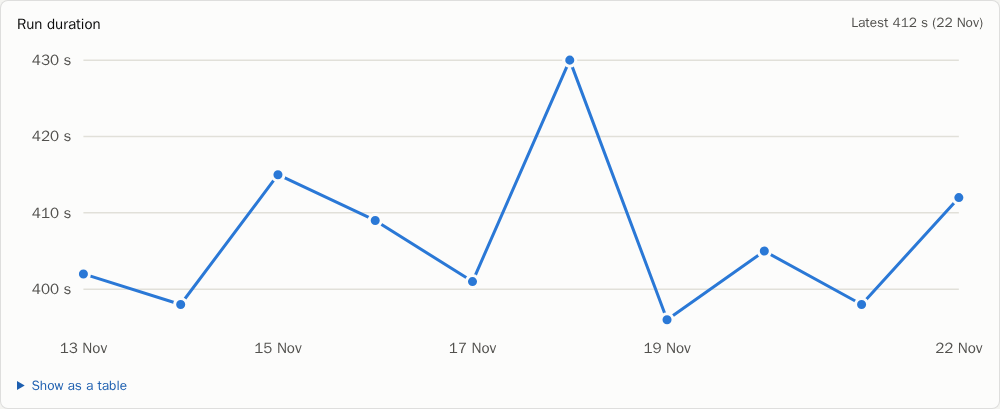 Run duration
Latest 412 s (22 Nov)
430 s
420 s
410 s
400 s
13 Nov
15 Nov
17 Nov
19 Nov
22 Nov
Show as a table